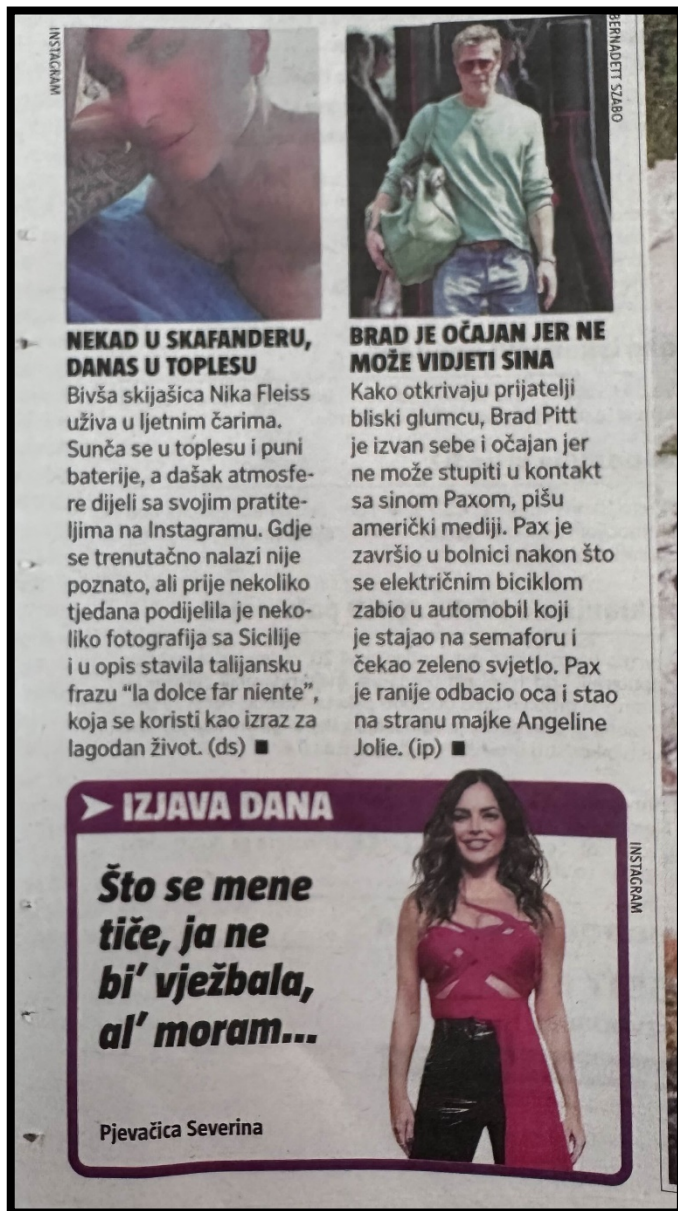 INSTAGRAM
NEKAD U SKAFANDERU,
DANAS U TOPLESU
Bivša skijašica Nika Fleiss
uživa u ljetnim čarima.
Sunča se u toplesu i puni
baterije, a dašak atmosfe-
re dijeli sa svojim pratite-
ljima na Instagramu. Gdje
se trenutačno nalazi nije
poznato, ali prije nekoliko
tjedana podijelila je neko-
liko fotografija sa Sicilije
i u opis stavila talijansku
frazu “la dolce far niente”,
koja se koristi kao izraz za
lagodan život. (ds) ■
BERNADETT SZABO
BRAD JE OČAJAN JER NE
MOŽE VIDJETI SINA
Kako otkrivaju prijatelji
bliski glumcu, Brad Pitt
je izvan sebe i očajan jer
ne može stupiti u kontakt
sa sinom Paxom, pišu
američki mediji. Pax je
završio u bolnici nakon što
se električnim biciklom
zabio u automobil koji
je stajao na semaforu i
čekao zeleno svjetlo. Pax
je ranije odbacio oca i stao
na stranu majke Angeline
Jolie. (ip) ■
➤ IZJAVA DANA
Što se mene
tiče, ja ne
bi’ vježbala,
al’ moram...
Pjevačica Severina
INSTAGRAM